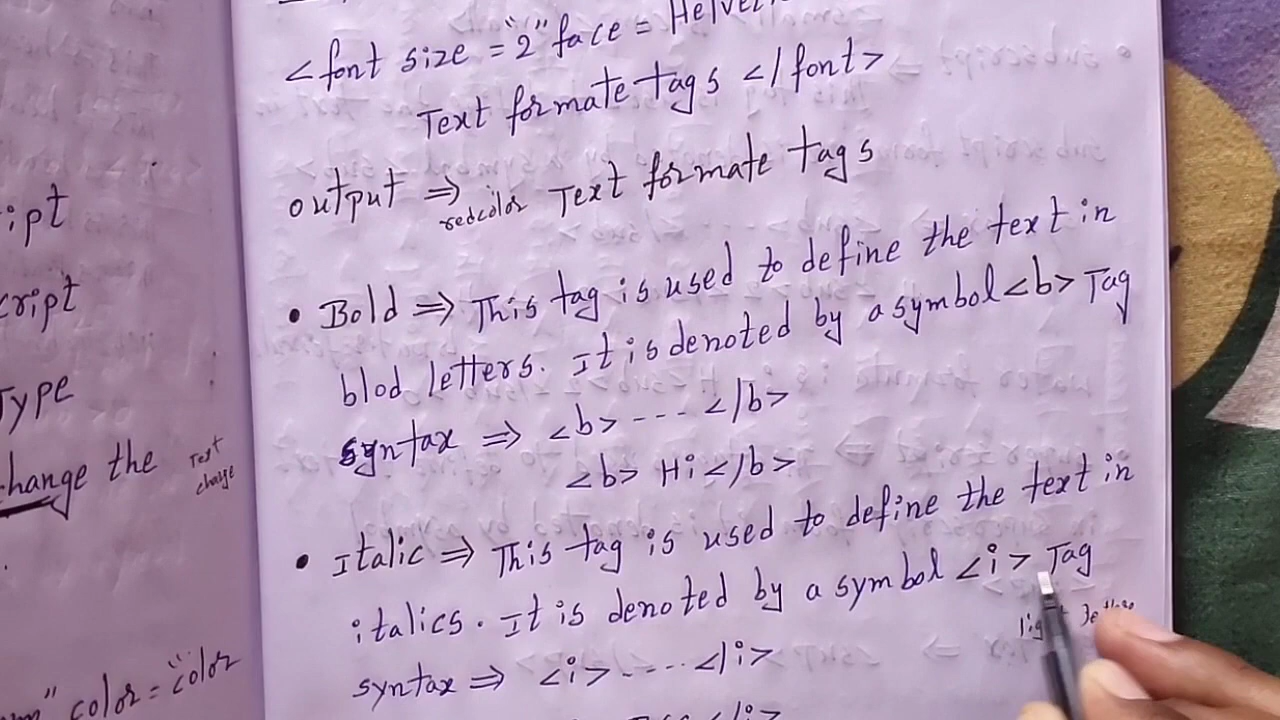 ipt
cript
Type
change the
Text
change
" color = "color
<font size = "2" face = Helve
Text formate tags </font>
output ⇒ Text formate tags
redcolor
• Bold ⇒ This tag is used to define the text in
blod letters. It is denoted by a symbol <b> Tag
syntax ⇒ <b> ---- </b>
<b> Hi </b>
• Italic ⇒ This tag is used to define the text in
italics. It is denoted by a symbol <i> Tag
syntax ⇒ <i> ---- </i>
</i>